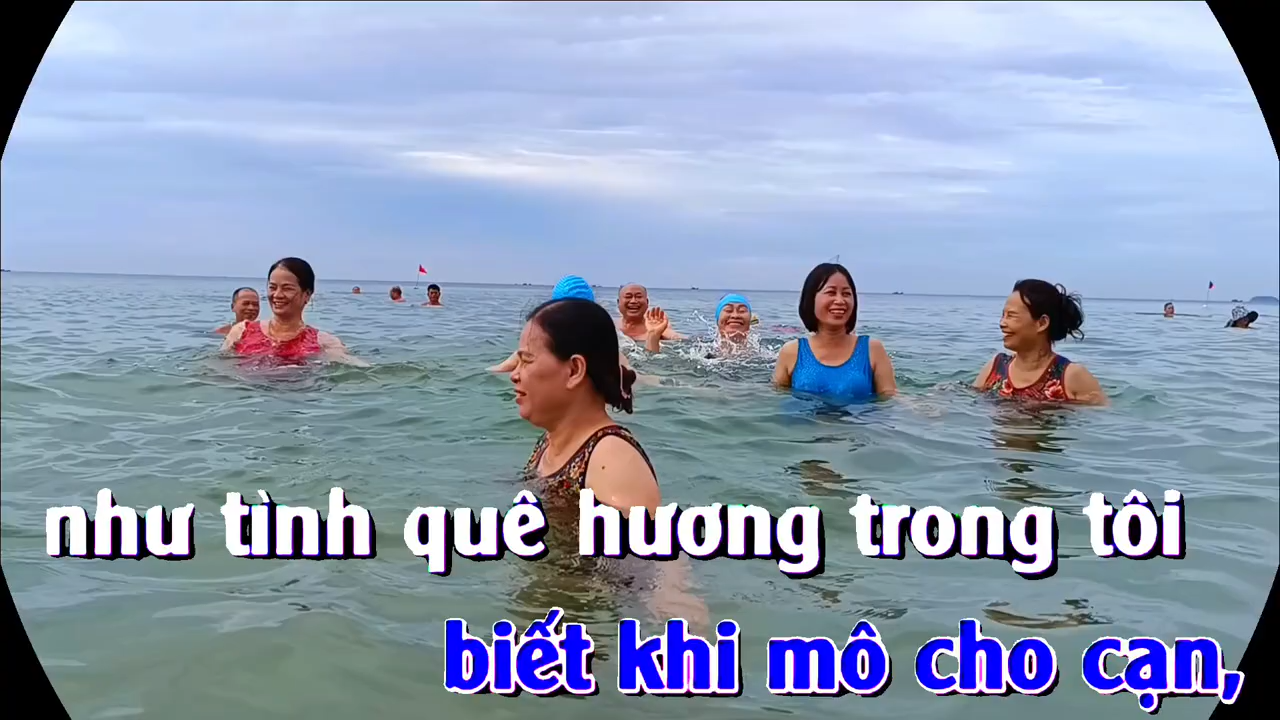 như tình quê hương trong tôi
biết khi mô cho cạn,